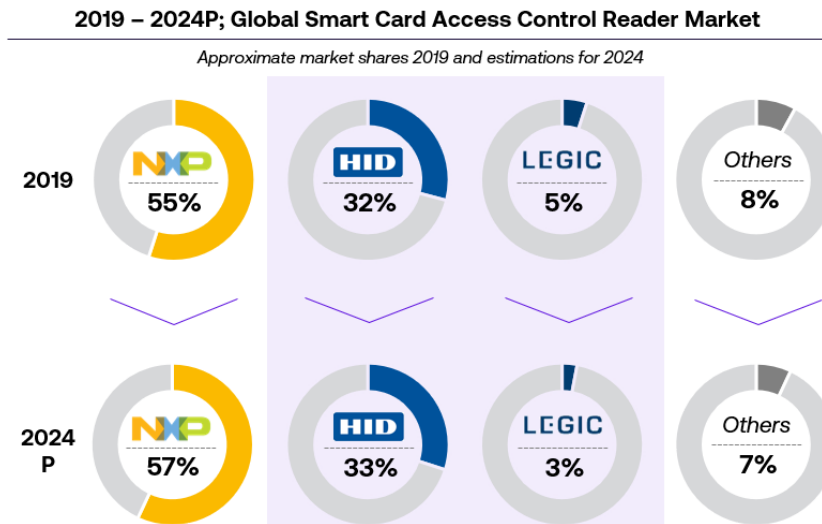 2019 – 2024P; Global Smart Card Access Control Reader Market
Approximate market shares 2019 and estimations for 2024
2019
NXP
55%
HID
32%
LEGIC
5%
Others
8%
2024
P
NXP
57%
HID
33%
LEGIC
3%
Others
7%